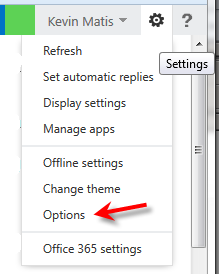 Kevin Matis ?
Refresh
Settings
Set automatic replies
Display settings
Manage apps
Offline settings
Change theme
Options
Office 365 settings